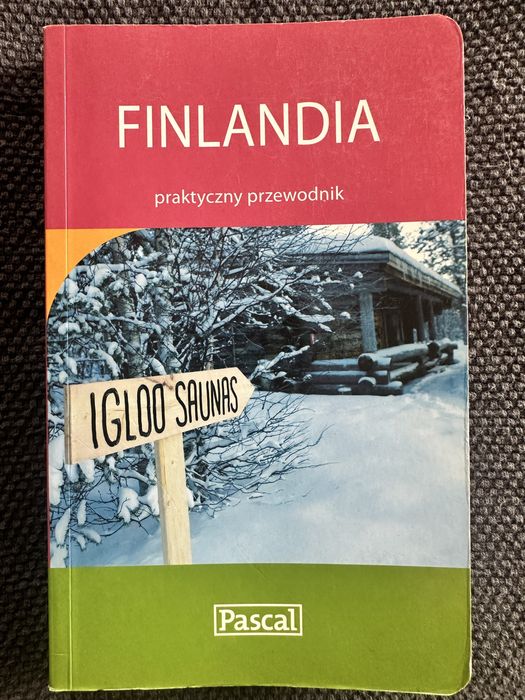 FINLANDIA
praktyczny przewodnik
IGLOO SAUNAS
Pascal